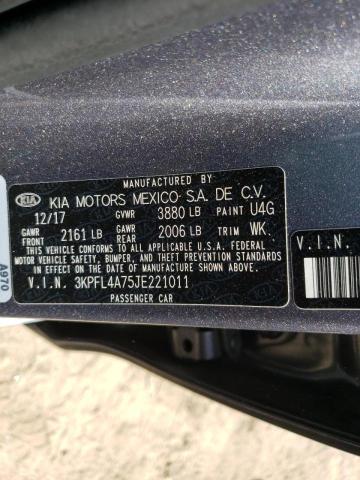 MANUFACTURED BY
KIA KIA MOTORS MEXICO S.A. DE C.V.
12/17 GVWR 3880 LB PAINT U4G
GAWR FRONT 2161 LB GAWR REAR 2006 LB TRIM WK
THIS VEHICLE CONFORMS TO ALL APPLICABLE U.S. FEDERAL
MOTOR VEHICLE SAFETY, BUMPER, AND THEFT PREVENTION
STANDARDS IN EFFECT ON THE DATE OF MANUFACTURE SHOWN ABOVE.
V.I.N. 3KPFL4A75JE221011
PASSENGER CAR
V.I.N.
A970